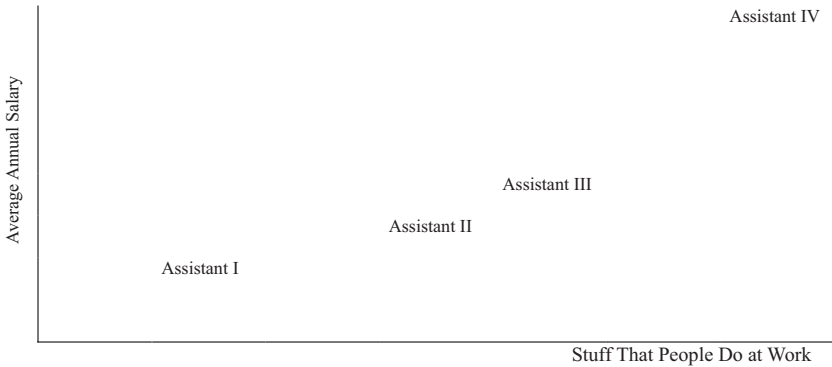 Assistant IV
Average Annual Salary
Assistant III
Assistant II
Assistant I
Stuff That People Do at Work